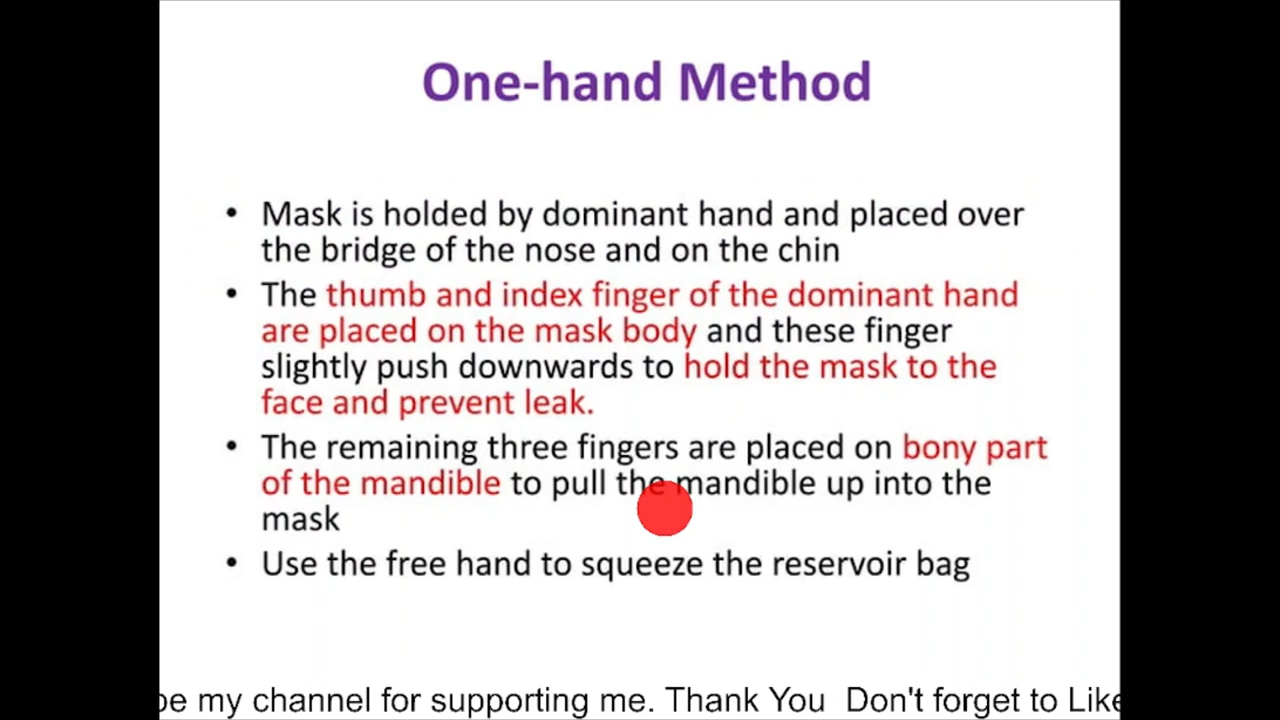 One-hand Method
• Mask is holded by dominant hand and placed over
the bridge of the nose and on the chin
• The thumb and index finger of the dominant hand
are placed on the mask body and these finger
slightly push downwards to hold the mask to the
face and prevent leak.
• The remaining three fingers are placed on bony part
of the mandible to pull the mandible up into the
mask
• Use the free hand to squeeze the reservoir bag
be my channel for supporting me. Thank You Don't forget to Like